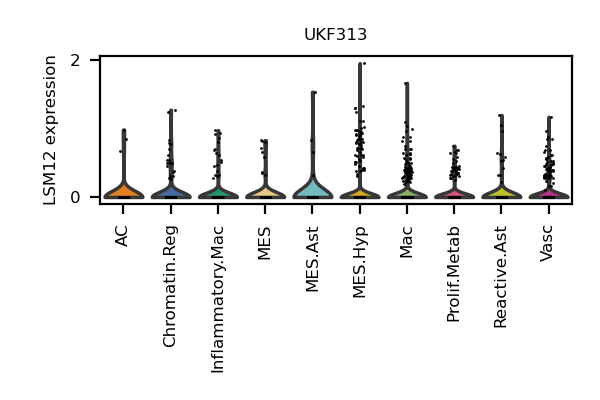 UKF313
LSM12 expression
2
0
AC
Chromatin.Reg
Inflammatory.Mac
MES
MES.Ast
MES.Hyp
Mac
Prolif.Metab
Reactive.Ast
Vasc